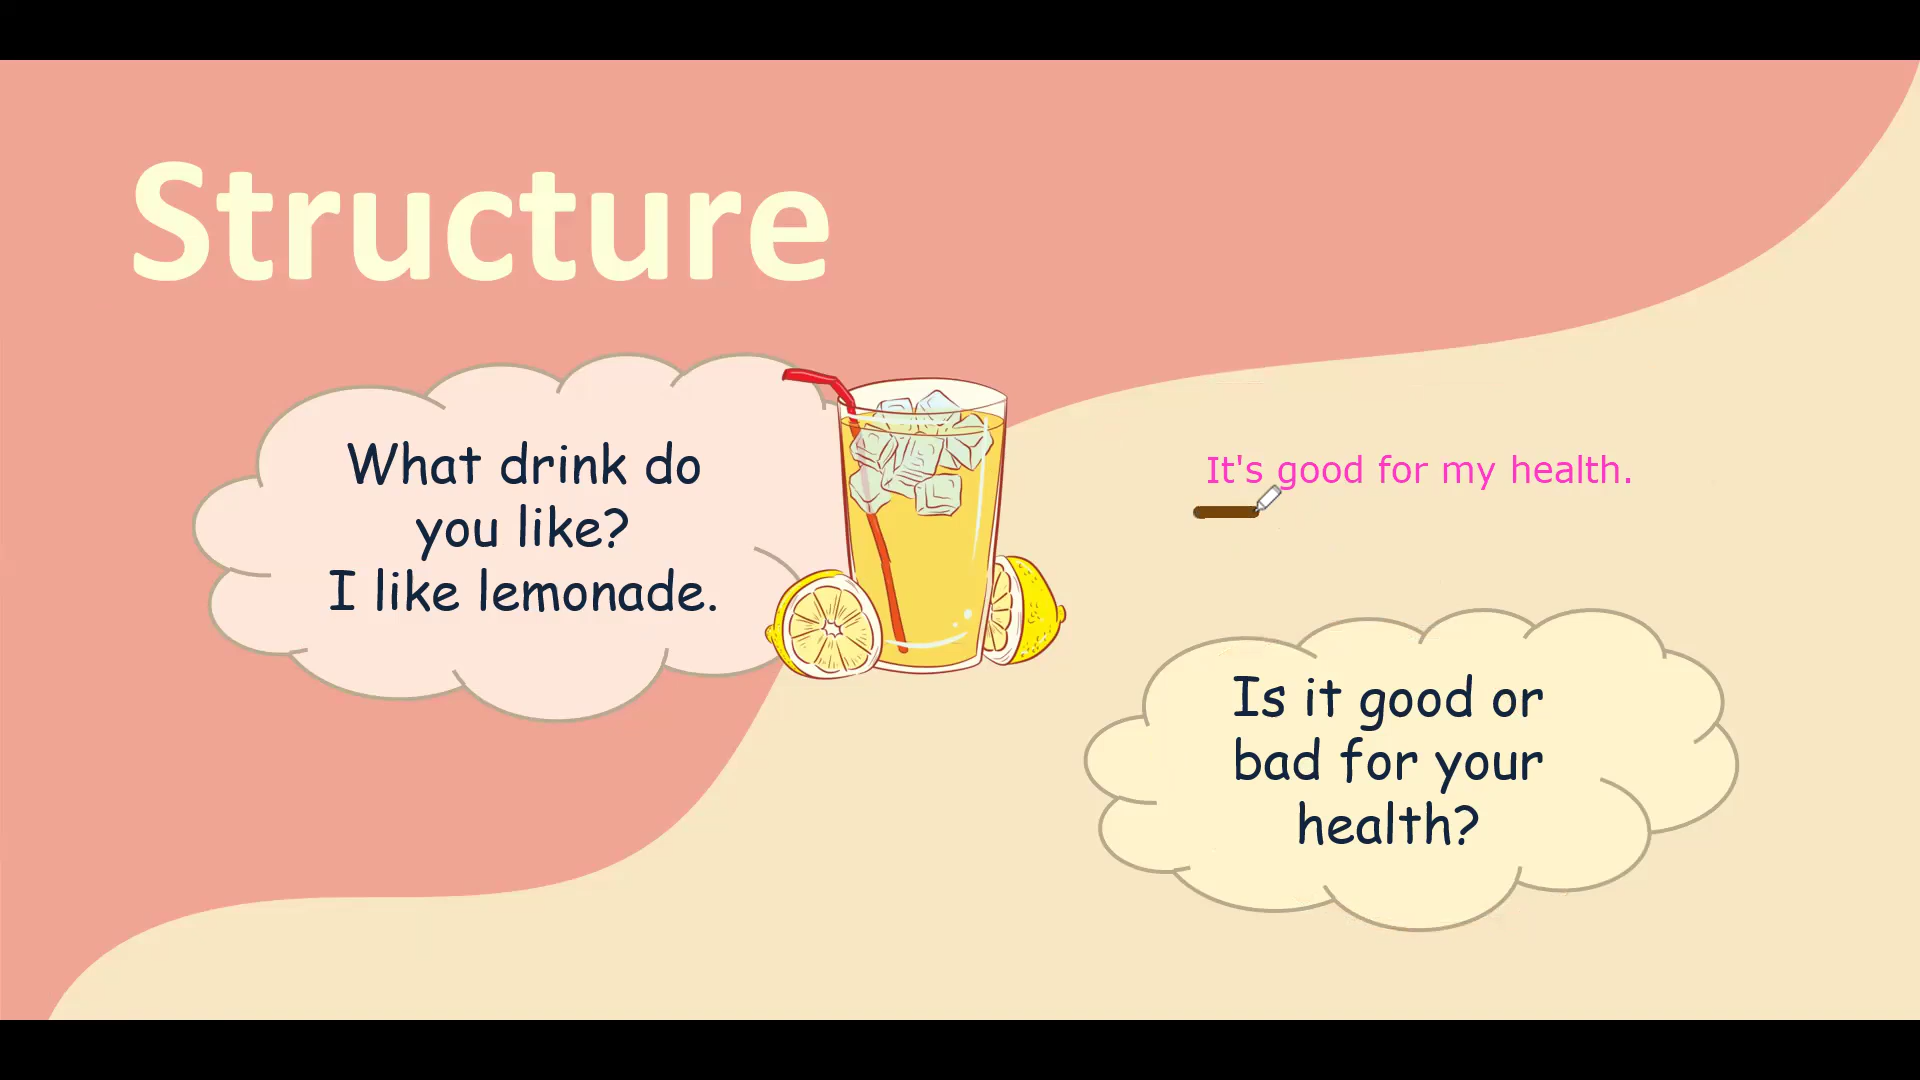 Structure
What drink do
you like?
I like lemonade.
It's good for my health.
Is it good or
bad for your
health?